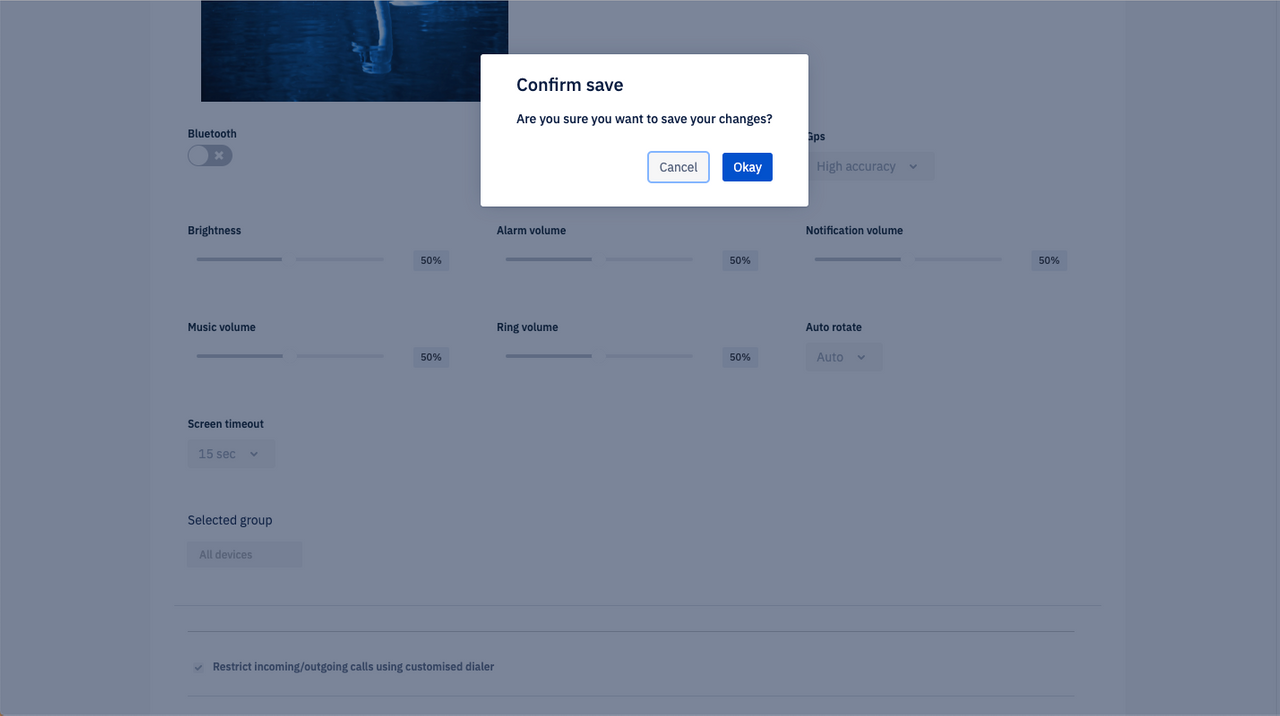 Confirm save
Are you sure you want to save your changes?
Cancel
Okay
Bluetooth
Gps
High accuracy
Brightness
Alarm volume
Notification volume
50%
50%
50%
Music volume
Ring volume
Auto rotate
50%
50%
Auto
Screen timeout
15 sec
Selected group
All devices
Restrict incoming/outgoing calls using customised dialer